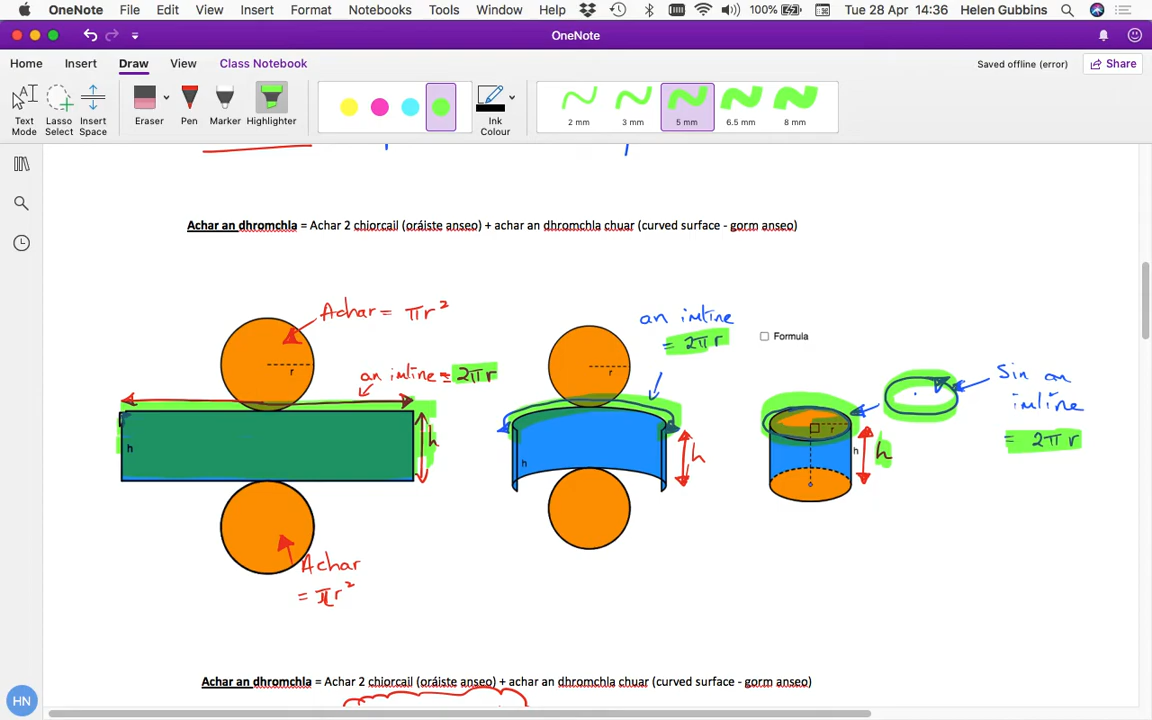 OneNote File Edit View Insert Format Notebooks Tools Window Help 100% Tue 28 Apr 14:36 Helen Gubbins
OneNote
Home Insert Draw View Class Notebook Saved offline (error) Share
Text Mode
Lasso Select
Insert Space
Eraser
Pen
Marker
Highlighter
Ink Colour
2 mm
3 mm
5 mm
6.5 mm
8 mm
Achar an dhromchla = Achar 2 chiorcail (oráiste anseo) + achar an dhromchla chuar (curved surface - gorm anseo)
Achar = πr²
r
an imlíne = 2πr
h
h
Achar
= πr²
an imlíne
= 2πr
r
h
h
Formula
r
h
h
Sin an
imlíne
= 2πr
Achar an dhromchla = Achar 2 chiorcail (oráiste anseo) + achar an dhromchla chuar (curved surface - gorm anseo)
HN